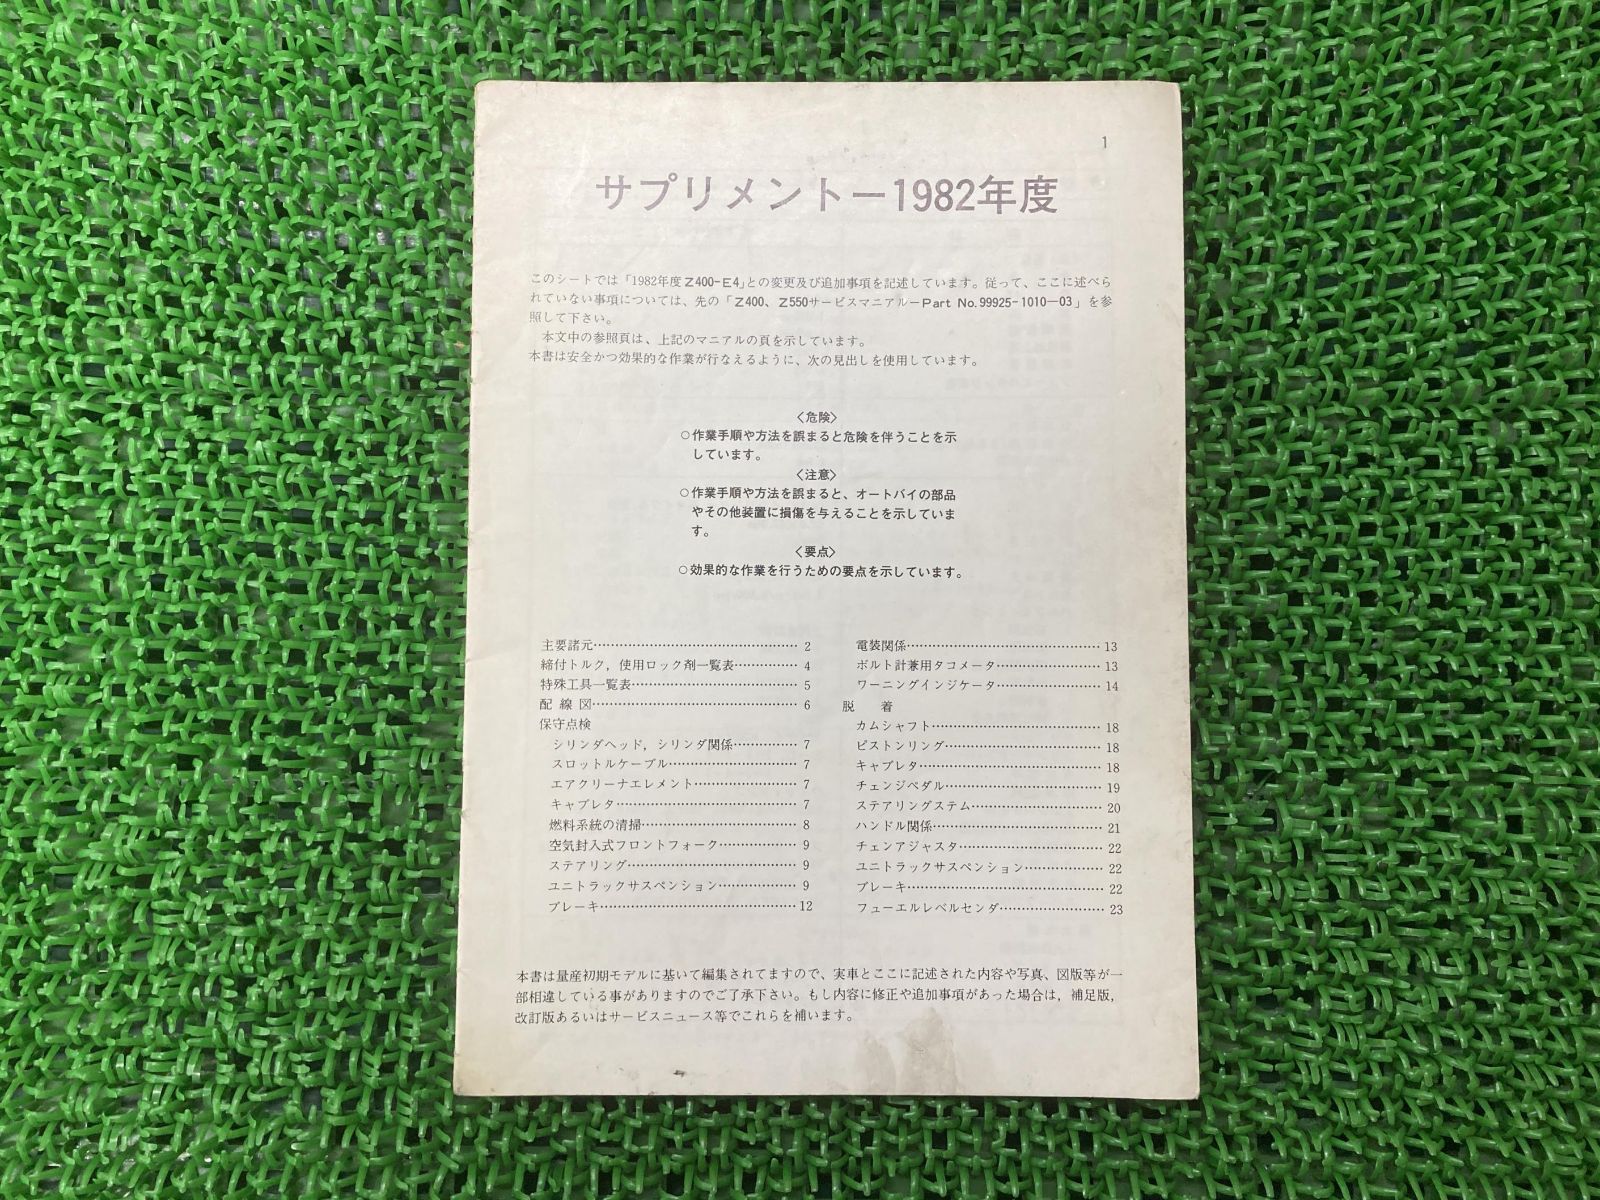 1
サプリメントー1982年度
このシートでは「1982年度Z400-E4」との変更及び追加事項を記述しています。従って、ここに述べら
れていない事項については、先の「Z400、Z550サービスマニアルーPart No.99925-1010―03」を参
照して下さい。
本文中の参照頁は、上記のマニアルの頁を示しています。
本書は安全かつ効果的な作業が行なえるように、次の見出しを使用しています。
〈危険〉
○作業手順や方法を誤まると危険を伴うことを示
しています。
〈注意〉
○作業手順や方法を誤まると、オートバイの部品
やその他装置に損傷を与えることを示していま
す。
〈要点〉
○効果的な作業を行うための要点を示しています。
主要諸元……………………………………… 2
締付トルク，使用ロック剤一覧表………… 4
特殊工具一覧表……………………………… 5
配 線 図……………………………………… 6
保守点検
シリンダヘッド，シリンダ関係…………… 7
スロットルケーブル………………………… 7
エアクリーナエレメント…………………… 7
キャブレタ…………………………………… 7
燃料系統の清掃……………………………… 8
空気封入式フロントフォーク……………… 9
ステアリング………………………………… 9
ユニトラックサスペンション……………… 9
ブレーキ……………………………………… 12
電装関係……………………………………… 13
ボルト計兼用タコメータ…………………… 13
ワーニングインジケータ…………………… 14
脱　　着
カムシャフト………………………………… 18
ピストンリング……………………………… 18
キャブレタ…………………………………… 18
チェンジペダル……………………………… 19
ステアリングステム………………………… 20
ハンドル関係………………………………… 21
チェンアジャスタ…………………………… 22
ユニトラックサスペンション……………… 22
ブレーキ……………………………………… 22
フューエルレベルセンダ…………………… 23
本書は量産初期モデルに基いて編集されてますので、実車とここに記述された内容や写真、図版等が一
部相違している事がありますのでご了承下さい。もし内容に修正や追加事項があった場合は，補足版，
改訂版あるいはサービスニュース等でこれらを補います。